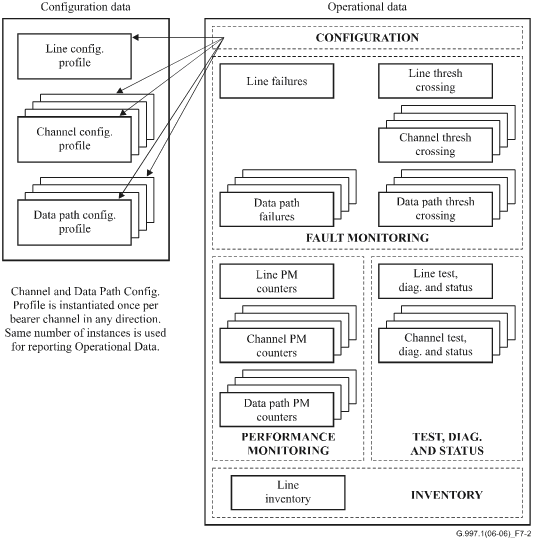 Configuration data
Operational data
Line config.
profile
Channel config.
profile
Data path config.
profile
Channel and Data Path Config.
Profile is instantiated once per
bearer channel in any direction.
Same number of instances is used
for reporting Operational Data.
CONFIGURATION
Line failures
Line thresh
crossing
Channel thresh
crossing
Data path
failures
Data path thresh
crossing
FAULT MONITORING
Line PM
counters
Channel PM
counters
Data path PM
counters
PERFORMANCE
MONITORING
Line test,
diag. and status
Channel test,
diag. and status
TEST, DIAG.
AND STATUS
Line
inventory
INVENTORY
G.997.1(06-06)_F7-2